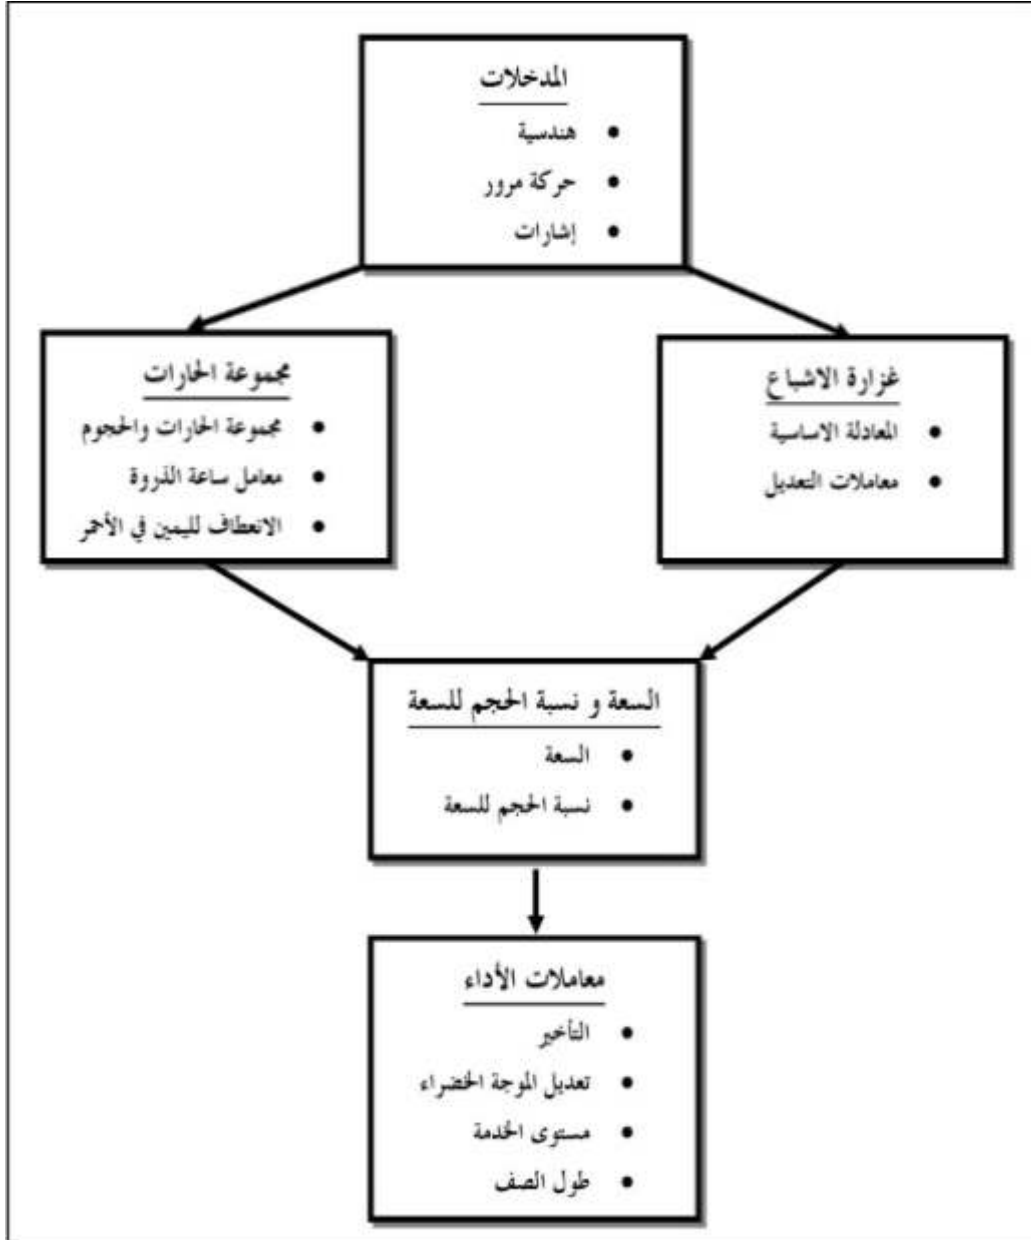 المدخلات
• هندسية
• حركة مرور
• إشارات
غزارة الاشباع
• المعادلة الاساسية
• معاملات التعديل
مجموعة الحارات
• مجموعة الحارات والحجوم
• معامل ساعة الذروة
• الانعطاف لليمين في الأحمر
السعة و نسبة الحجم للسعة
• السعة
• نسبة الحجم للسعة
معاملات الأداء
• التأخير
• تعديل الموجة الخضراء
• مستوى الخدمة
• طول الصف